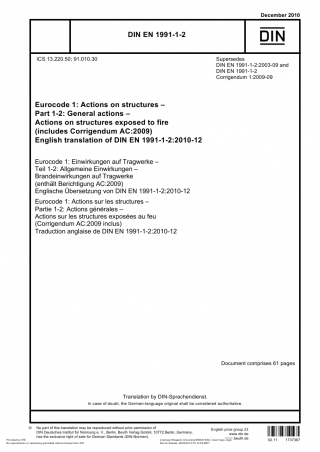 December 2010
DIN EN 1991-1-2
DIN
ICS 13.220.50; 91.010.30
Supersedes
DIN EN 1991-1-2:2003-09 and
DIN EN 1991-1-2
Corrigendum 1:2009-09
Eurocode 1: Actions on structures –
Part 1-2: General actions –
Actions on structures exposed to fire
(includes Corrigendum AC:2009)
English translation of DIN EN 1991-1-2:2010-12
Eurocode 1: Einwirkungen auf Tragwerke –
Teil 1-2: Allgemeine Einwirkungen –
Brandeinwirkungen auf Tragwerke
(enthält Berichtigung AC:2009)
Englische Übersetzung von DIN EN 1991-1-2:2010-12
Eurocode 1: Actions sur les structures –
Partie 1-2: Actions générales –
Actions sur les structures exposées au feu
(Corrigendum AC:2009 inclus)
Traduction anglaise de DIN EN 1991-1-2:2010-12
Document comprises 61 pages
Translation by DIN-Sprachendienst.
In case of doubt, the German-language original shall be considered authoritative.
© No part of this translation may be reproduced without prior permission of
DIN Deutsches Institut für Normung e. V., Berlin. Beuth Verlag GmbH, 10772 Berlin, Germany,
has the exclusive right of sale for German Standards (DIN-Normen).
English price group 23
www.din.de
www.beuth.de
02.11 1737387